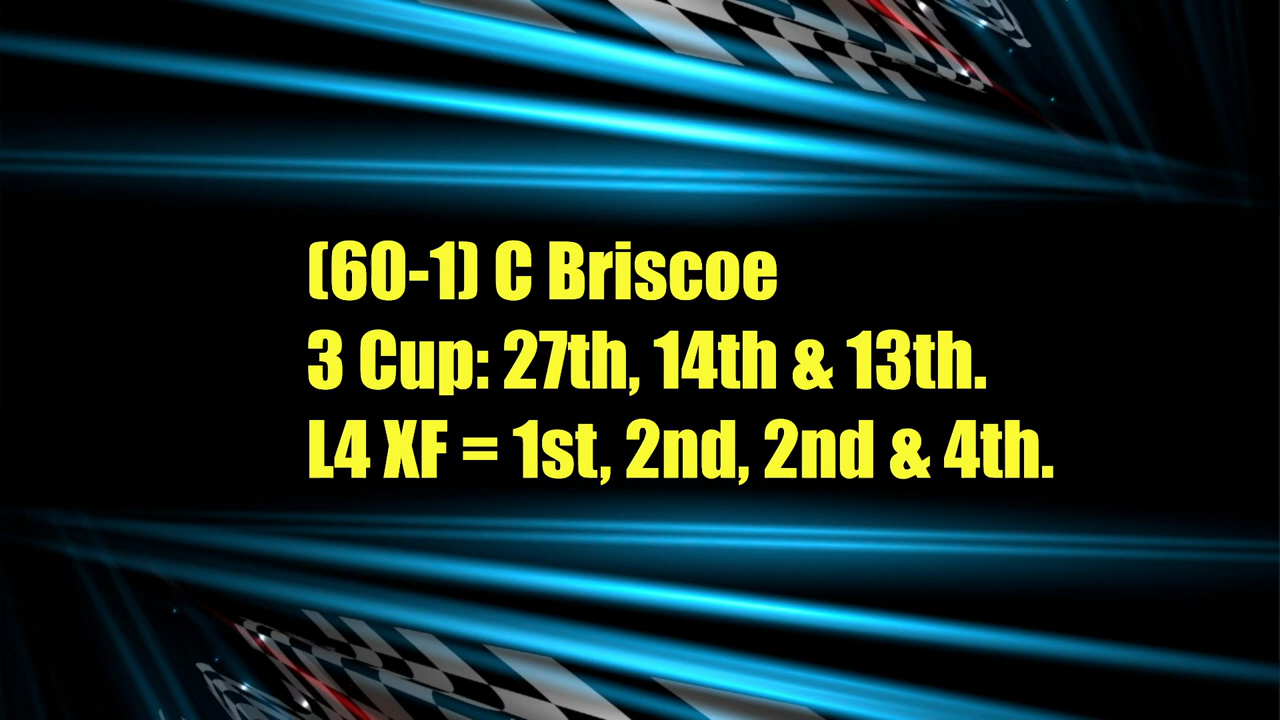 (60-1) C Briscoe
3 Cup: 27th, 14th & 13th.
L4 XF = 1st, 2nd, 2nd & 4th.